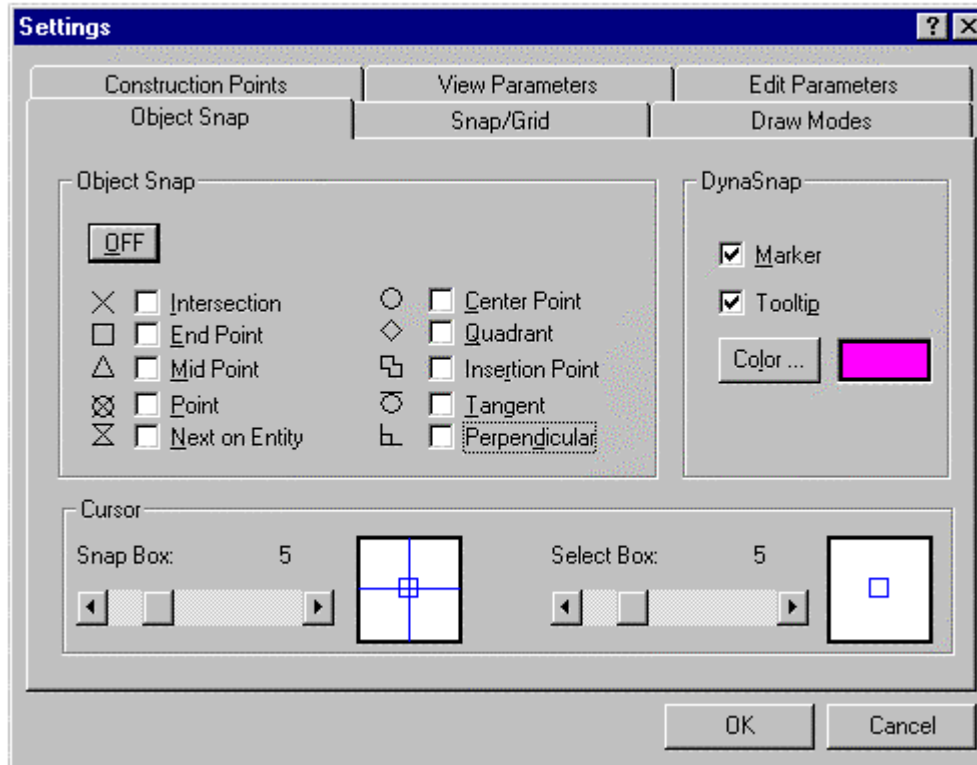 Settings
Construction Points View Parameters Edit Parameters
Object Snap Snap/Grid Draw Modes
Object Snap
DynaSnap
OFF
Marker
Intersection Center Point
Tooltip
End Point Quadrant
Mid Point Insertion Point
Color ...
Point Tangent
Next on Entity Perpendicular
Cursor
Snap Box: 5 Select Box: 5
OK Cancel